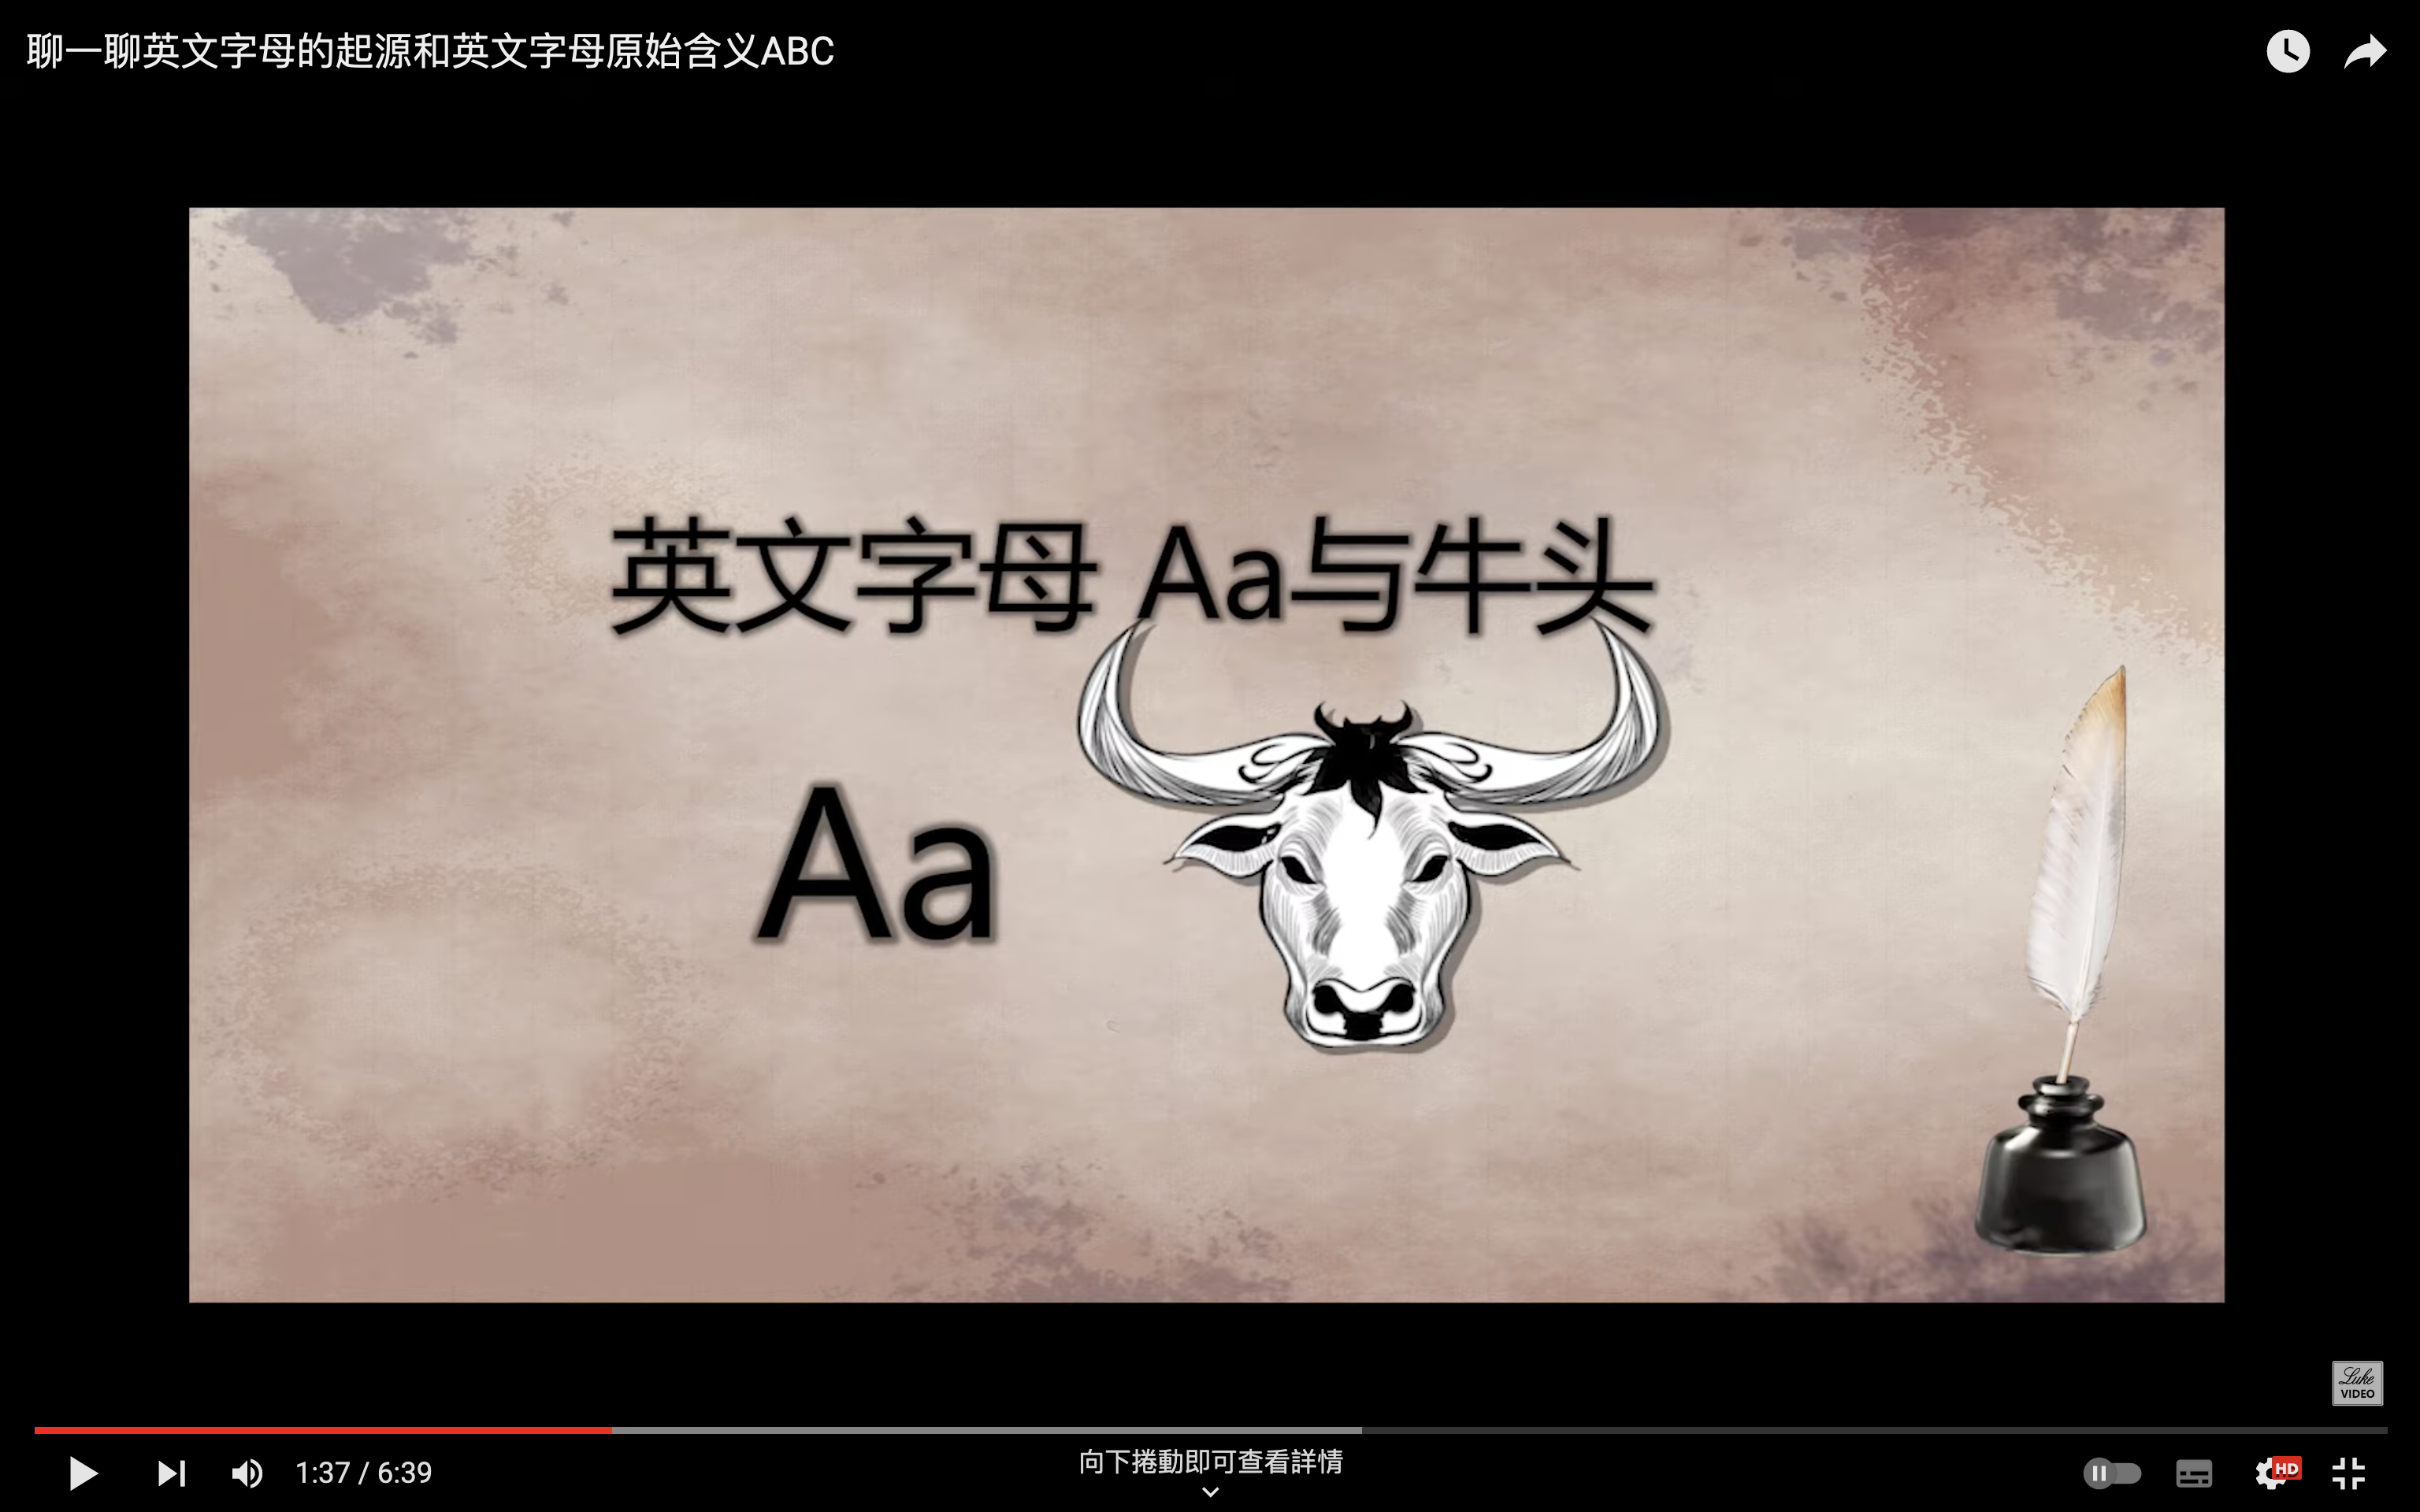 聊一聊英文字母的起源和英文字母原始含义ABC
英文字母 Aa与牛头
Aa
Luke
VIDEO
1:37 / 6:39
向下捲動即可查看詳情
HD